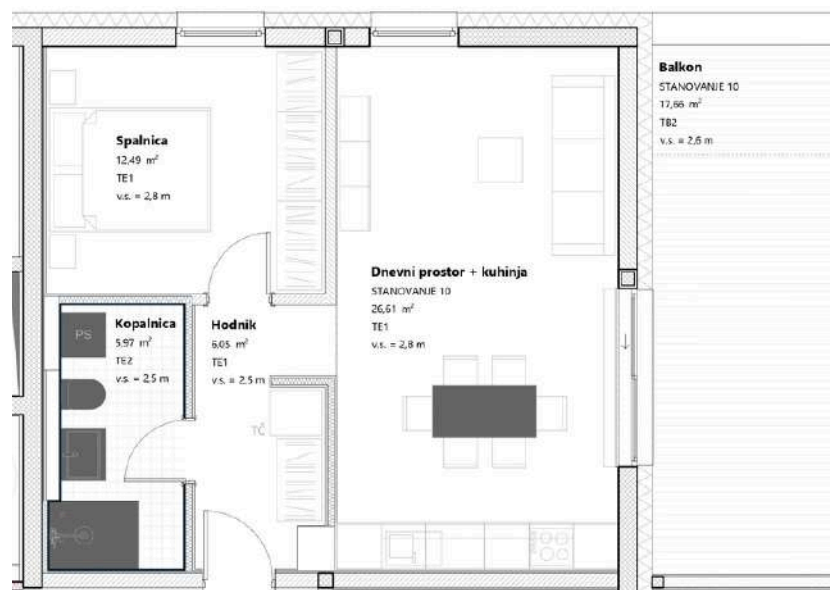 Balkon
STANOVANJE 10
17,66 m²
TB2
v.s. = 2,6 m
Spalnica
12,49 m²
TE1
v.s. = 2,8 m
Dnevni prostor + kuhinja
STANOVANJE 10
26,61 m²
TE1
v.s. = 2,8 m
Kopalnica
5,97 m²
TE2
v.s. = 2,5 m
Hodnik
6,05 m²
TE1
v.s. = 2,5 m
PS
TČ